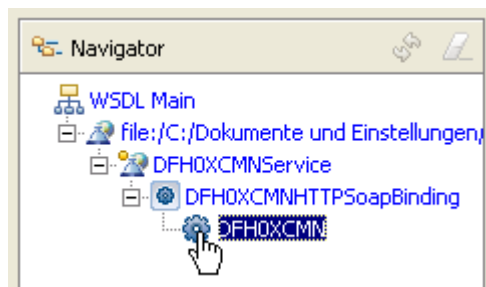 Navigator
WSDL Main
file:/C:/Dokumente und Einstellungen/
DFH0XCMNService
DFH0XCMNHTTPSoapBinding
DFH0XCMN